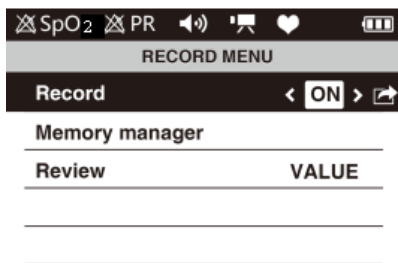 SpO2 PR
RECORD MENU
Record < ON >
Memory manager
Review VALUE